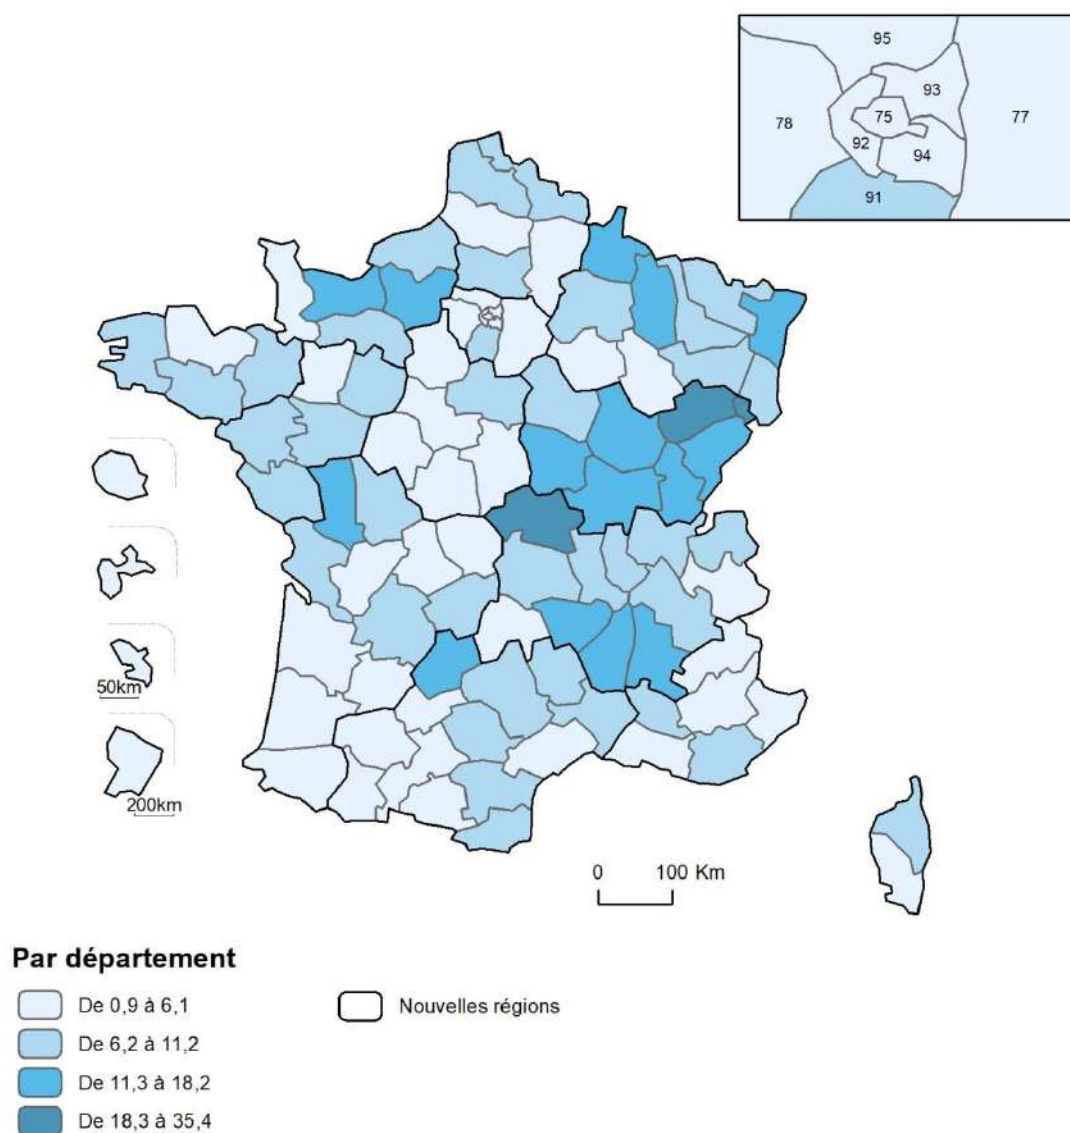 95
93
78
75
77
92
94
91
50km
200km
0 100 Km
Par département
De 0,9 à 6,1
Nouvelles régions
De 6,2 à 11,2
De 11,3 à 18,2
De 18,3 à 35,4